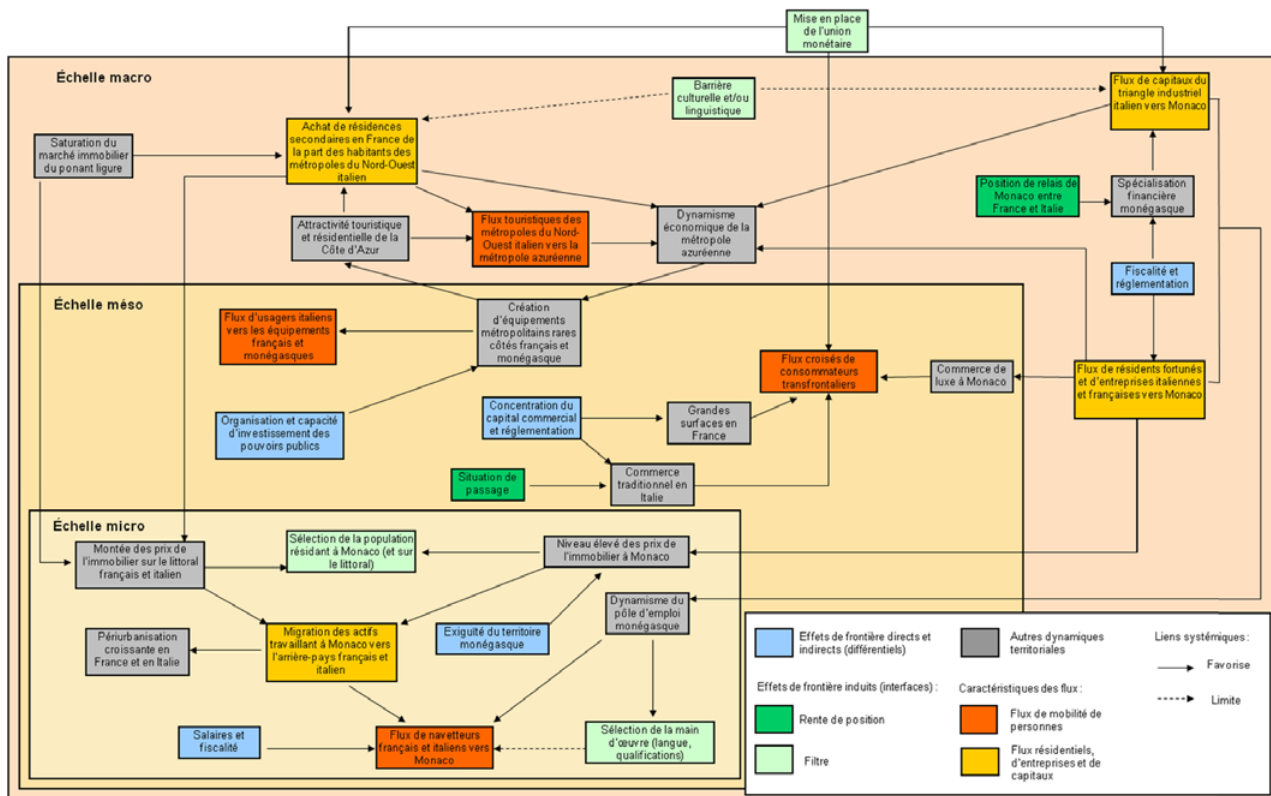 Mise en place
de l'union
monétaire
Échelle macro
Barrière
culturelle et/ou
linguistique
Flux de capitaux du
triangle industriel
italien vers Monaco
Saturation du
marché immobilier
du ponant ligure
Achat de résidences
secondaires en France de
la part des habitants des
métropoles du Nord-Ouest
italien
Position de relais de
Monaco entre
France et Italie
Spécialisation
financière
monégasque
Attractivité touristique
et résidentielle de la
Côte d'Azur
Flux touristiques des
métropoles du Nord-
Ouest italien vers la
métropole azuréenne
Dynamisme
économique de la
métropole
azuréenne
Fiscalité et
réglementation
Échelle méso
Flux d'usagers italiens
vers les équipements
français et
monégasques
Création
d'équipements
métropolitains rares
côtés français et
monégasque
Flux croisés de
consommateurs
transfrontaliers
Commerce de
luxe à Monaco
Flux de résidents fortunés
et d'entreprises italiennes
et françaises vers Monaco
Organisation et capacité
d'investissement des
pouvoirs publics
Concentration du
capital commercial
et réglementation
Grandes
surfaces en
France
Situation de
passage
Commerce
traditionnel en
Italie
Échelle micro
Montée des prix de
l'immobilier sur le littoral
français et italien
Sélection de la population
résidant à Monaco (et sur
le littoral)
Niveau élevé des prix de
l'immobilier à Monaco
Périurbanisation
croissante en
France et en Italie
Migration des actifs
travaillant à Monaco vers
l'arrière-pays français et
italien
Exiguïté du territoire
monégasque
Dynamisme du
pôle d'emploi
monégasque
Salaires et
fiscalité
Flux de navetteurs
français et italiens vers
Monaco
Sélection de la main
d'œuvre (langue,
qualifications)
Effets de frontière directs et
indirects (différentiels)
Effets de frontière induits (interfaces) :
Rente de position
Filtre
Autres dynamiques
territoriales
Caractéristiques des flux :
Flux de mobilité de
personnes
Flux résidentiels,
d'entreprises et de
capitaux
Liens systémiques :
Favorise
Limite